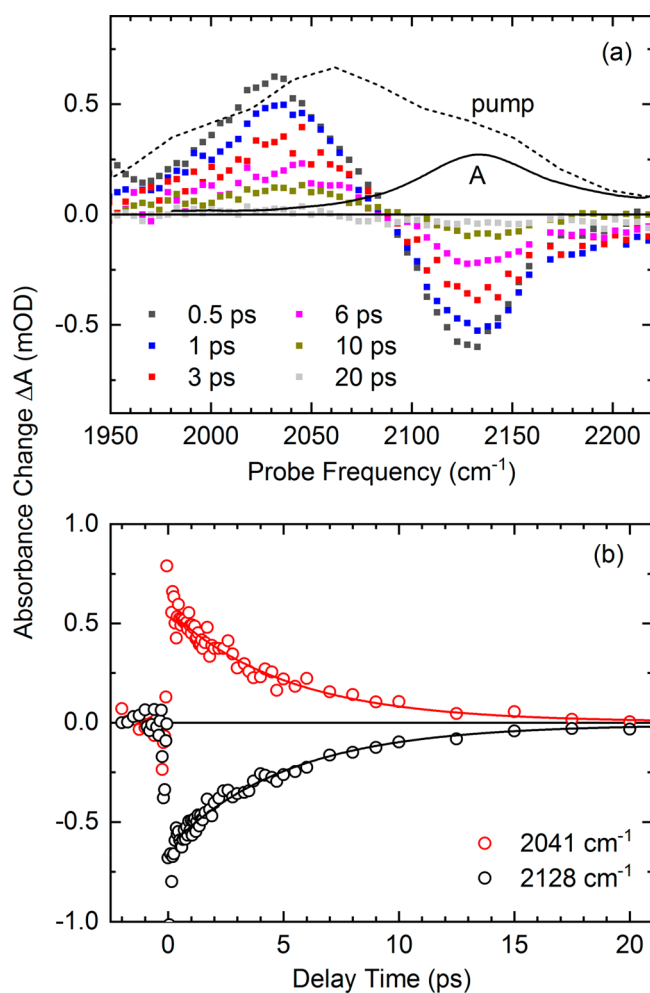 (a)
0.5
0.0
-0.5
pump
A
0.5 ps 6 ps
1 ps 10 ps
3 ps 20 ps
1950 2000 2050 2100 2150 2200
Probe Frequency (cm⁻¹)
Absorbance Change ΔA (mOD)
(b)
1.0
0.5
0.0
-0.5
-1.0
2041 cm⁻¹
2128 cm⁻¹
0 5 10 15 20
Delay Time (ps)